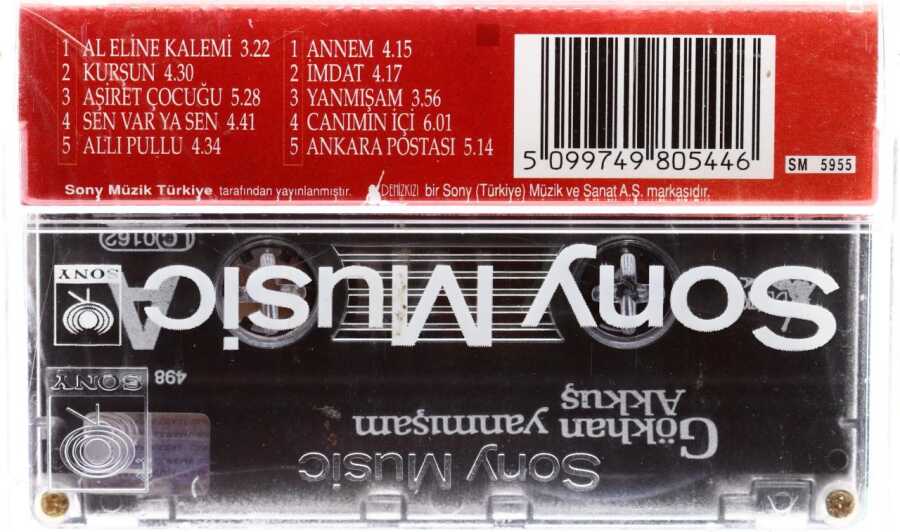 1 AL ELİNE KALEMİ 3.22
2 KURŞUN 4.30
3 AŞİRET ÇOCUĞU 5.28
4 SEN VAR YA SEN 4.41
5 ALLI PULLU 4.34
1 ANNEM 4.15
2 İMDAT 4.17
3 YANMIŞAM 3.56
4 CANIMIN İÇİ 6.01
5 ANKARA POSTASI 5.14
5 099749 805446
SM 5955
Sony Müzik Türkiye tarafından yayınlanmıştır.
DENİZKIZI bir Sony (Türkiye) Müzik ve Sanat A.Ş. markasıdır.
Sony Music
Gökhan yanmışam
Akkuş
498
SONY
A
Sony Music
SONY